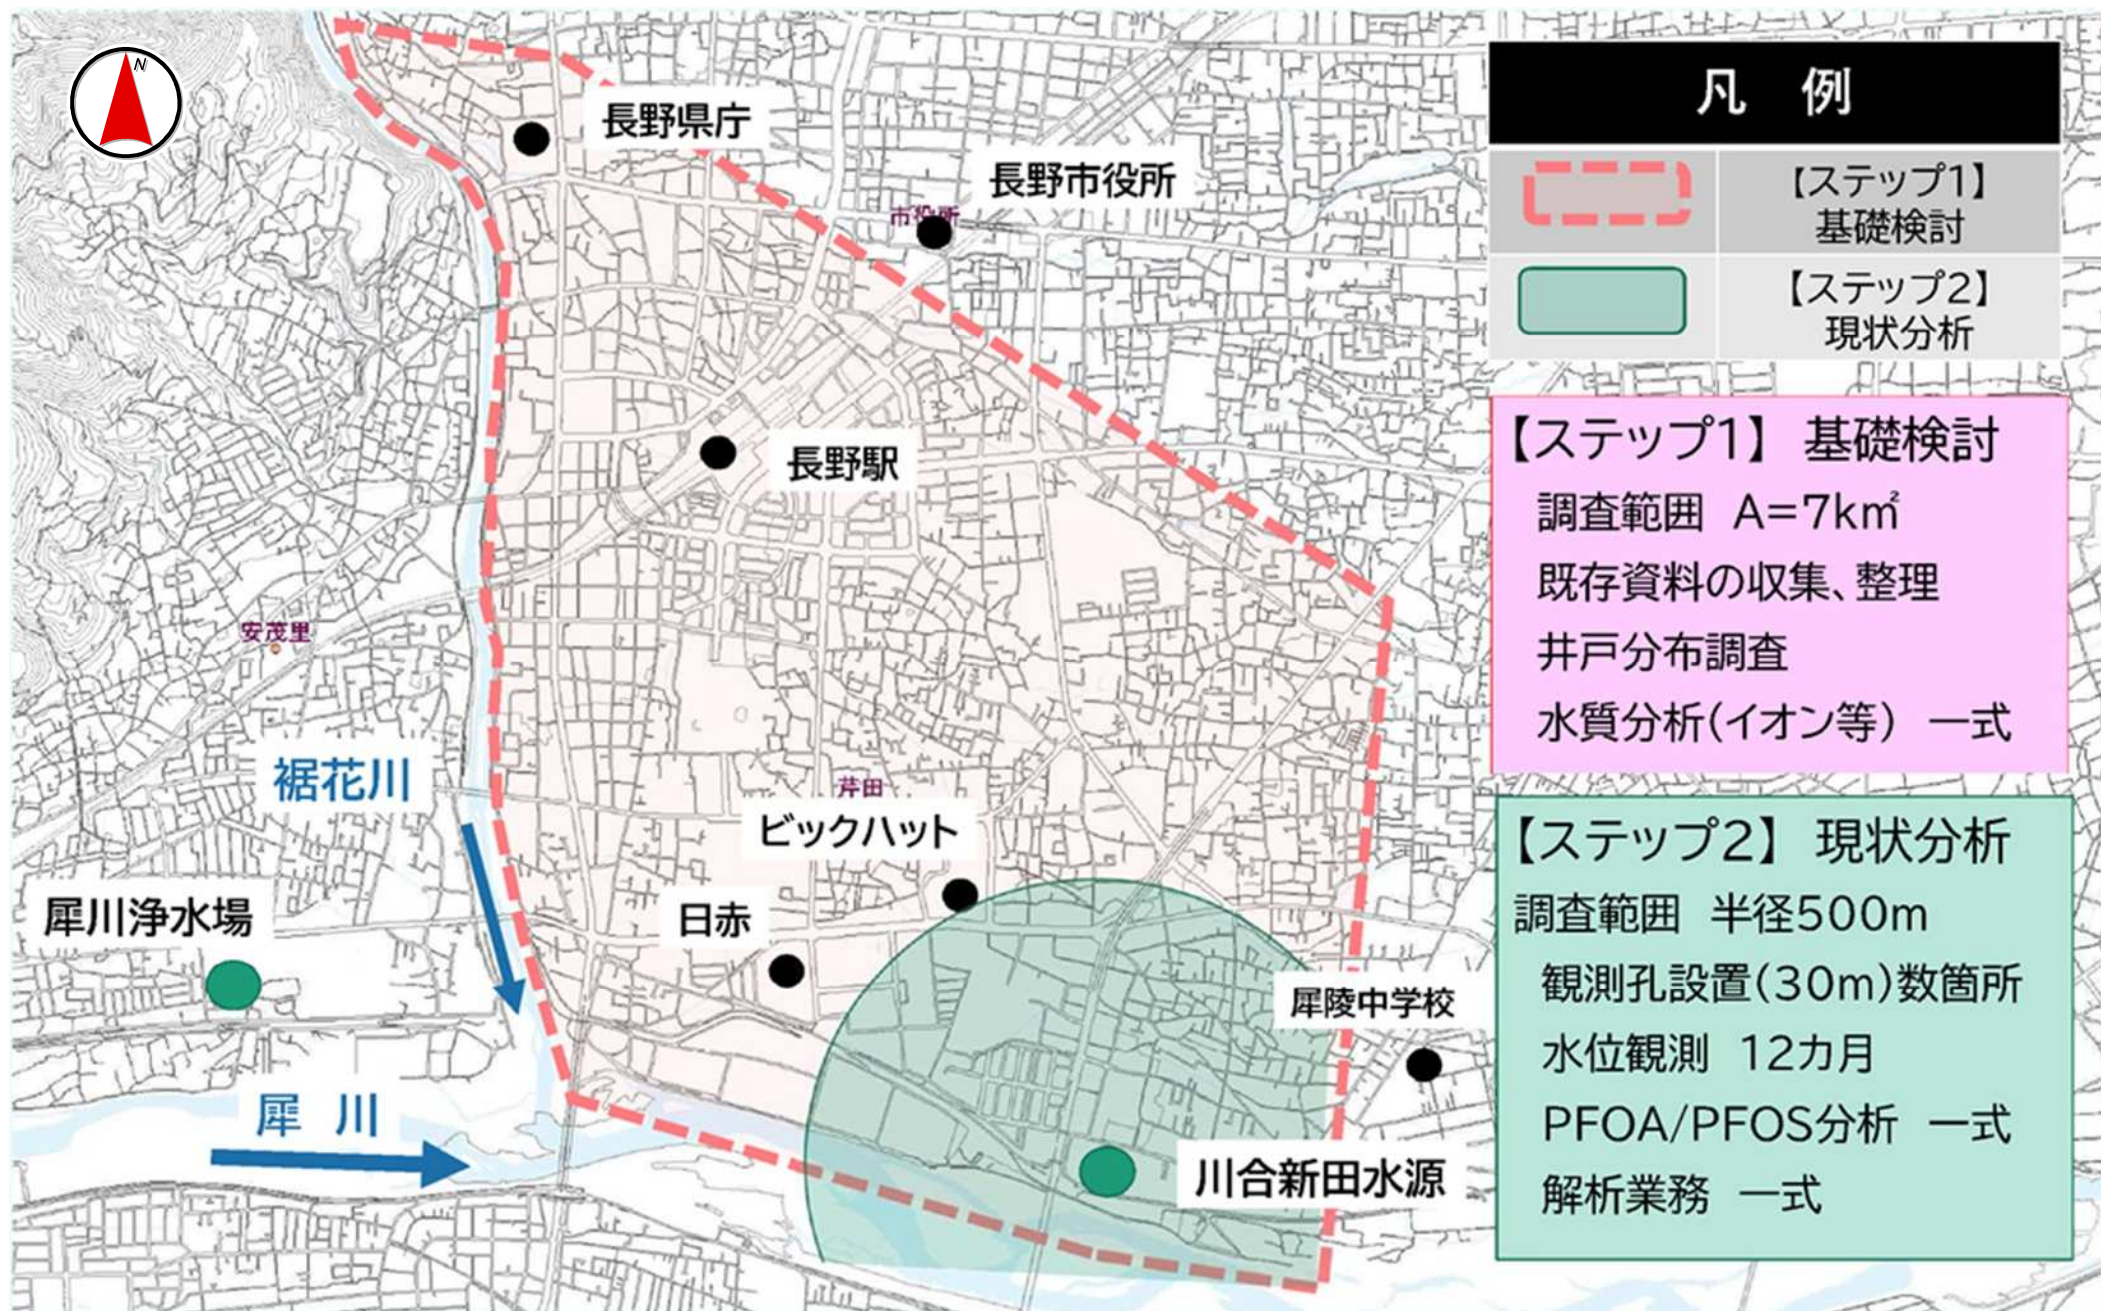 N
長野県庁
長野市役所
市役所
長野駅
安茂里
裾花川
芹田
ビックハット
犀川浄水場
日赤
犀陵中学校
犀 川
川合新田水源
凡 例
【ステップ1】
基礎検討
【ステップ2】
現状分析
【ステップ1】 基礎検討
調査範囲 A=7k㎡
既存資料の収集、整理
井戸分布調査
水質分析(イオン等) 一式
【ステップ2】 現状分析
調査範囲 半径500m
観測孔設置(30m)数箇所
水位観測 12カ月
PFOA/PFOS分析 一式
解析業務 一式